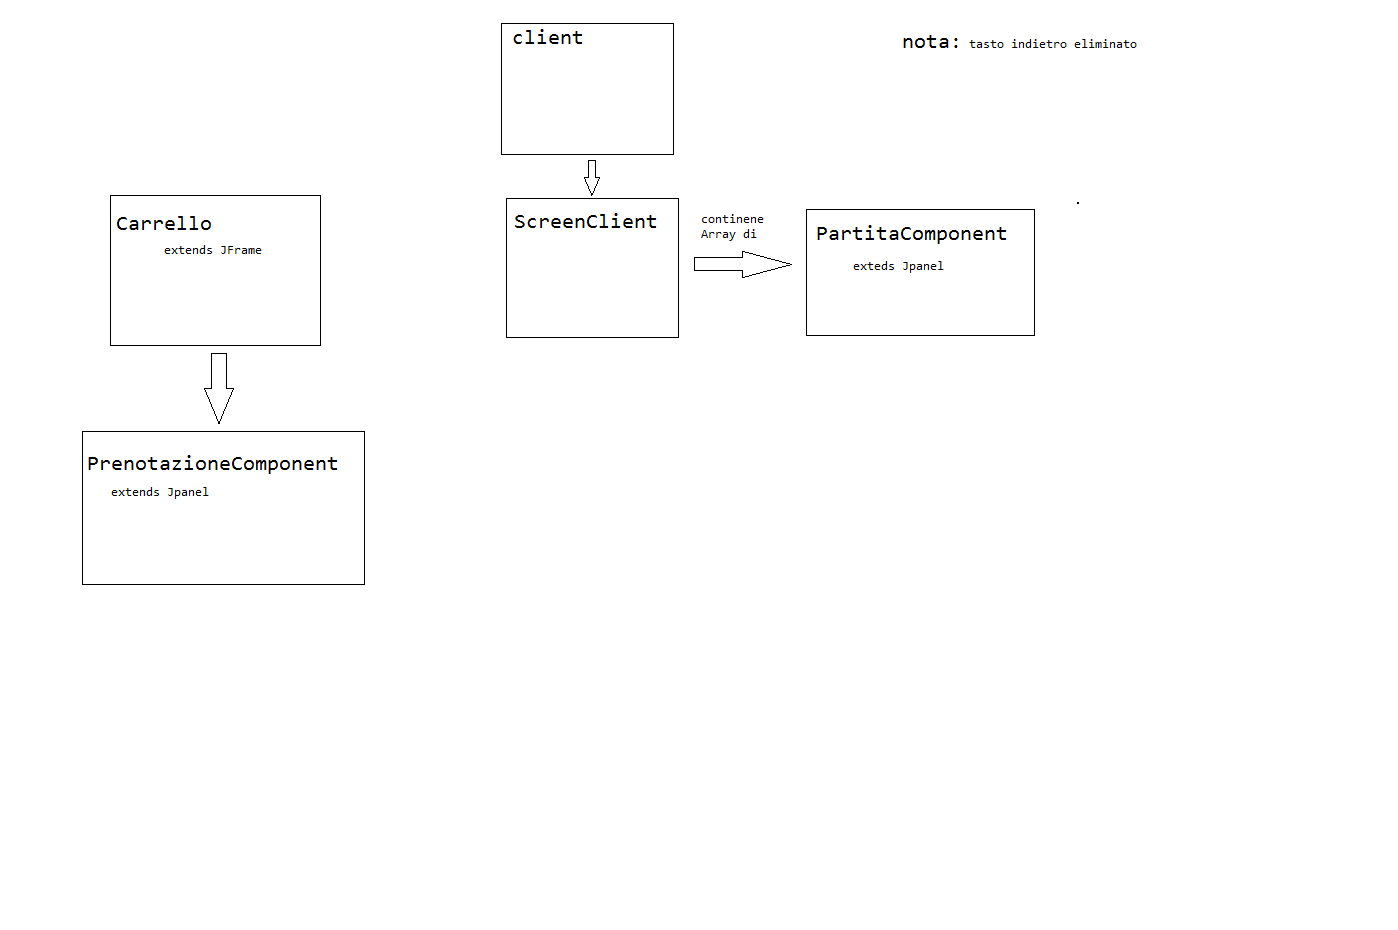 client
nota: tasto indietro eliminato
Carrello
extends JFrame
ScreenClient
continene
Array di
PartitaComponent
exteds Jpanel
PrenotazioneComponent
extends Jpanel